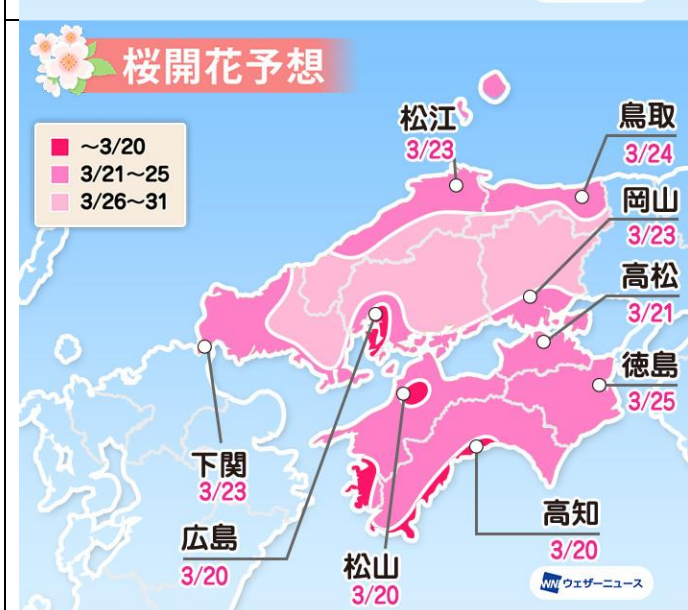 桜開花予想
～3/20
3/21～25
3/26～31
松江
3/23
鳥取
3/24
岡山
3/23
高松
3/21
徳島
3/25
下関
3/23
広島
3/20
松山
3/20
高知
3/20
WNI ウェザーニュース